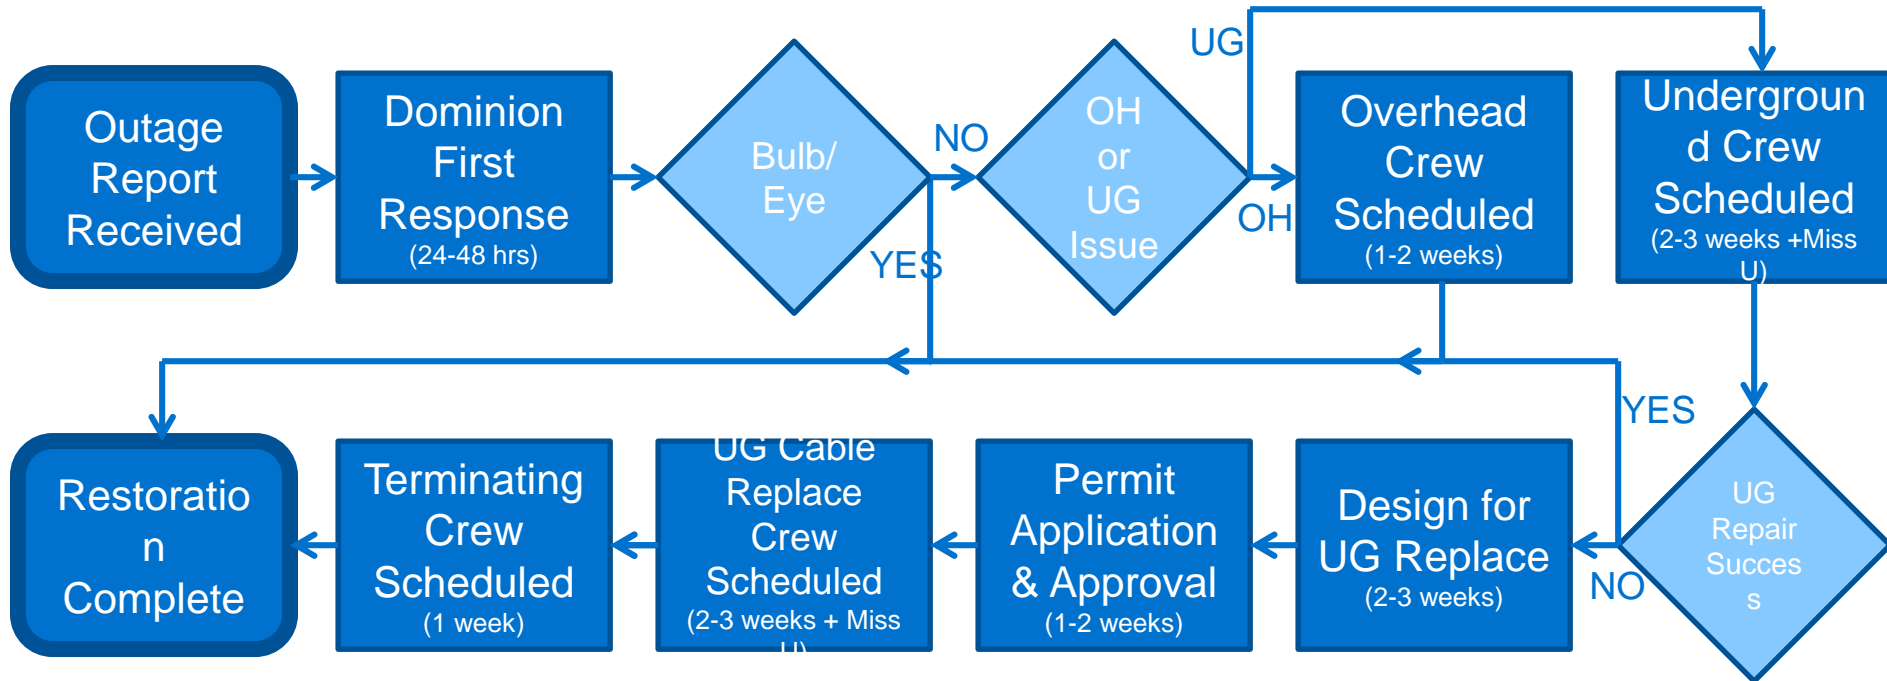 Outage
Report
Received
Dominion
First
Response
(24-48 hrs)
Bulb/
Eye
NO
YES
OH
or
UG
Issue
UG
OH
Overhead
Crew
Scheduled
(1-2 weeks)
Undergroun
d Crew
Scheduled
(2-3 weeks +Miss
U)
YES
UG
Repair
Succes
s
NO
Design for
UG Replace
(2-3 weeks)
Permit
Application
& Approval
(1-2 weeks)
UG Cable
Replace
Crew
Scheduled
(2-3 weeks + Miss
U)
Terminating
Crew
Scheduled
(1 week)
Restoratio
n
Complete